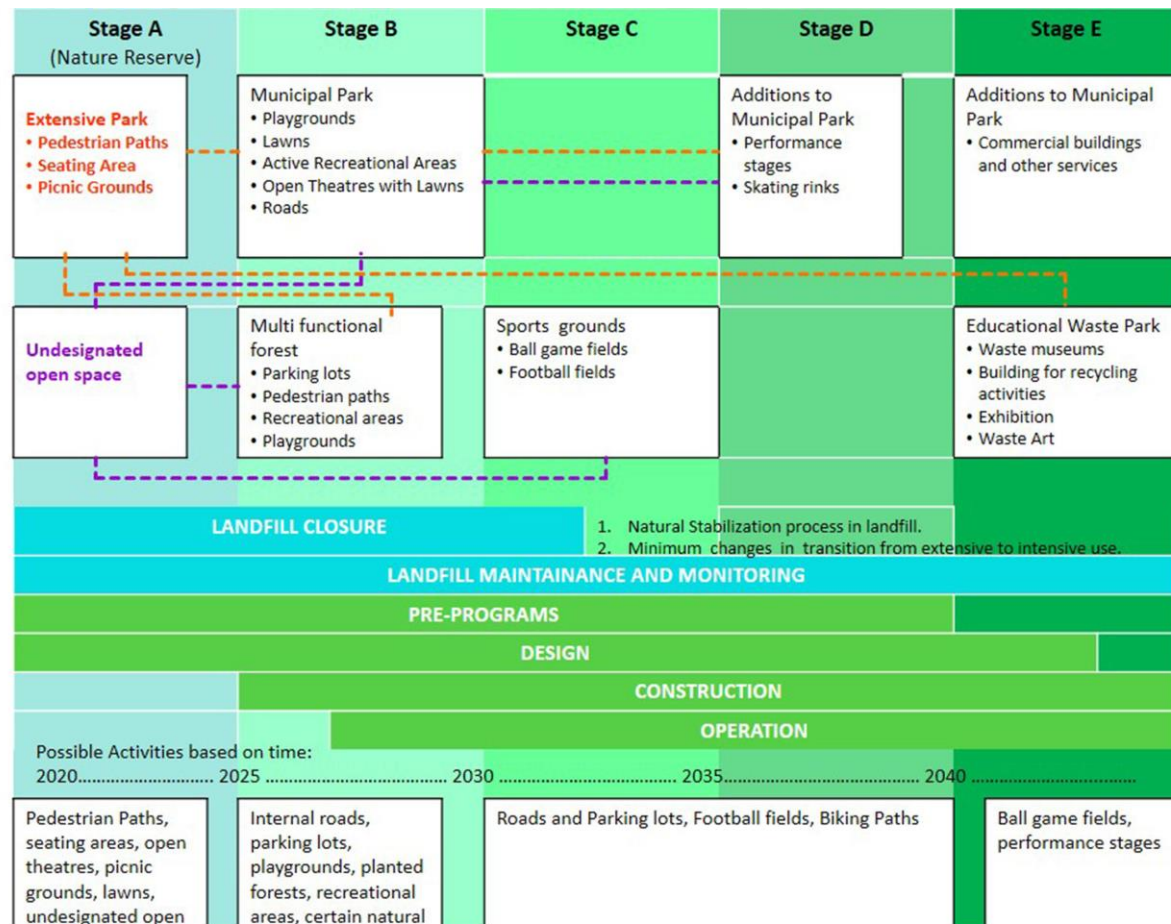 Stage A
(Nature Reserve)
Stage B
Stage C
Stage D
Stage E
Extensive Park
• Pedestrian Paths
• Seating Area
• Picnic Grounds
Municipal Park
• Playgrounds
• Lawns
• Active Recreational Areas
• Open Theatres with Lawns
• Roads
Additions to
Municipal Park
• Performance
stages
• Skating rinks
Additions to Municipal
Park
• Commercial buildings
and other services
Undesignated
open space
Multi functional
forest
• Parking lots
• Pedestrian paths
• Recreational areas
• Playgrounds
Sports grounds
• Ball game fields
• Football fields
Educational Waste Park
• Waste museums
• Building for recycling
activities
• Exhibition
• Waste Art
LANDFILL CLOSURE
1. Natural Stabilization process in landfill.
2. Minimum changes in transition from extensive to intensive use.
LANDFILL MAINTAINANCE AND MONITORING
PRE-PROGRAMS
DESIGN
CONSTRUCTION
OPERATION
Possible Activities based on time:
2020........................ 2025 ................................ 2030 ............................... 2035.................................. 2040 .............................
Pedestrian Paths,
seating areas, open
theatres, picnic
grounds, lawns,
undesignated open
Internal roads,
parking lots,
playgrounds, planted
forests, recreational
areas, certain natural
Roads and Parking lots, Football fields, Biking Paths
Ball game fields,
performance stages